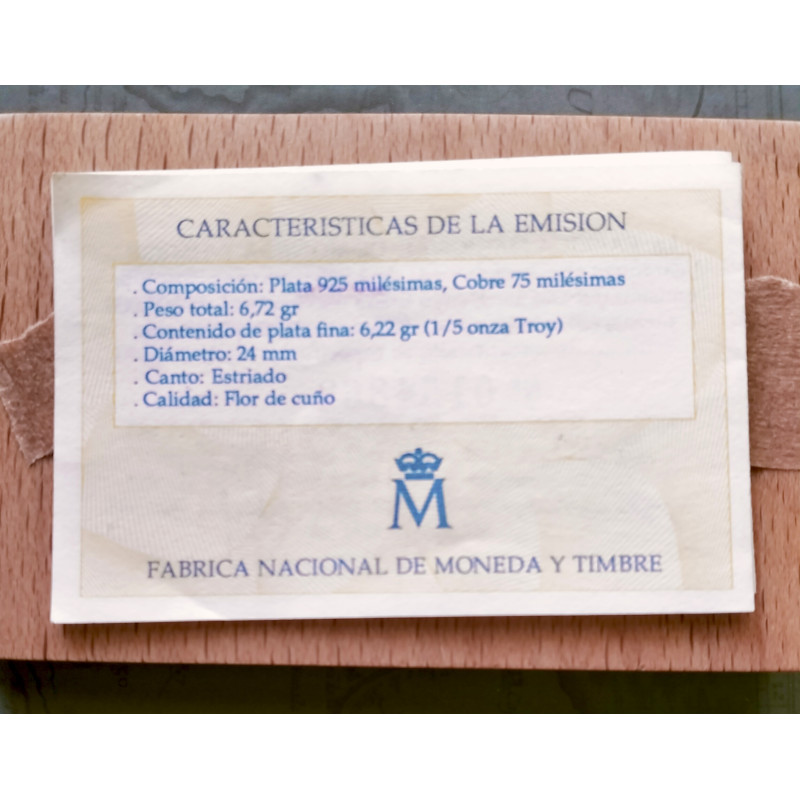 CARACTERISTICAS DE LA EMISION
. Composición: Plata 925 milésimas, Cobre 75 milésimas
. Peso total: 6,72 gr
. Contenido de plata fina: 6,22 gr (1/5 onza Troy)
. Diámetro: 24 mm
. Canto: Estriado
. Calidad: Flor de cuño
M
FABRICA NACIONAL DE MONEDA Y TIMBRE